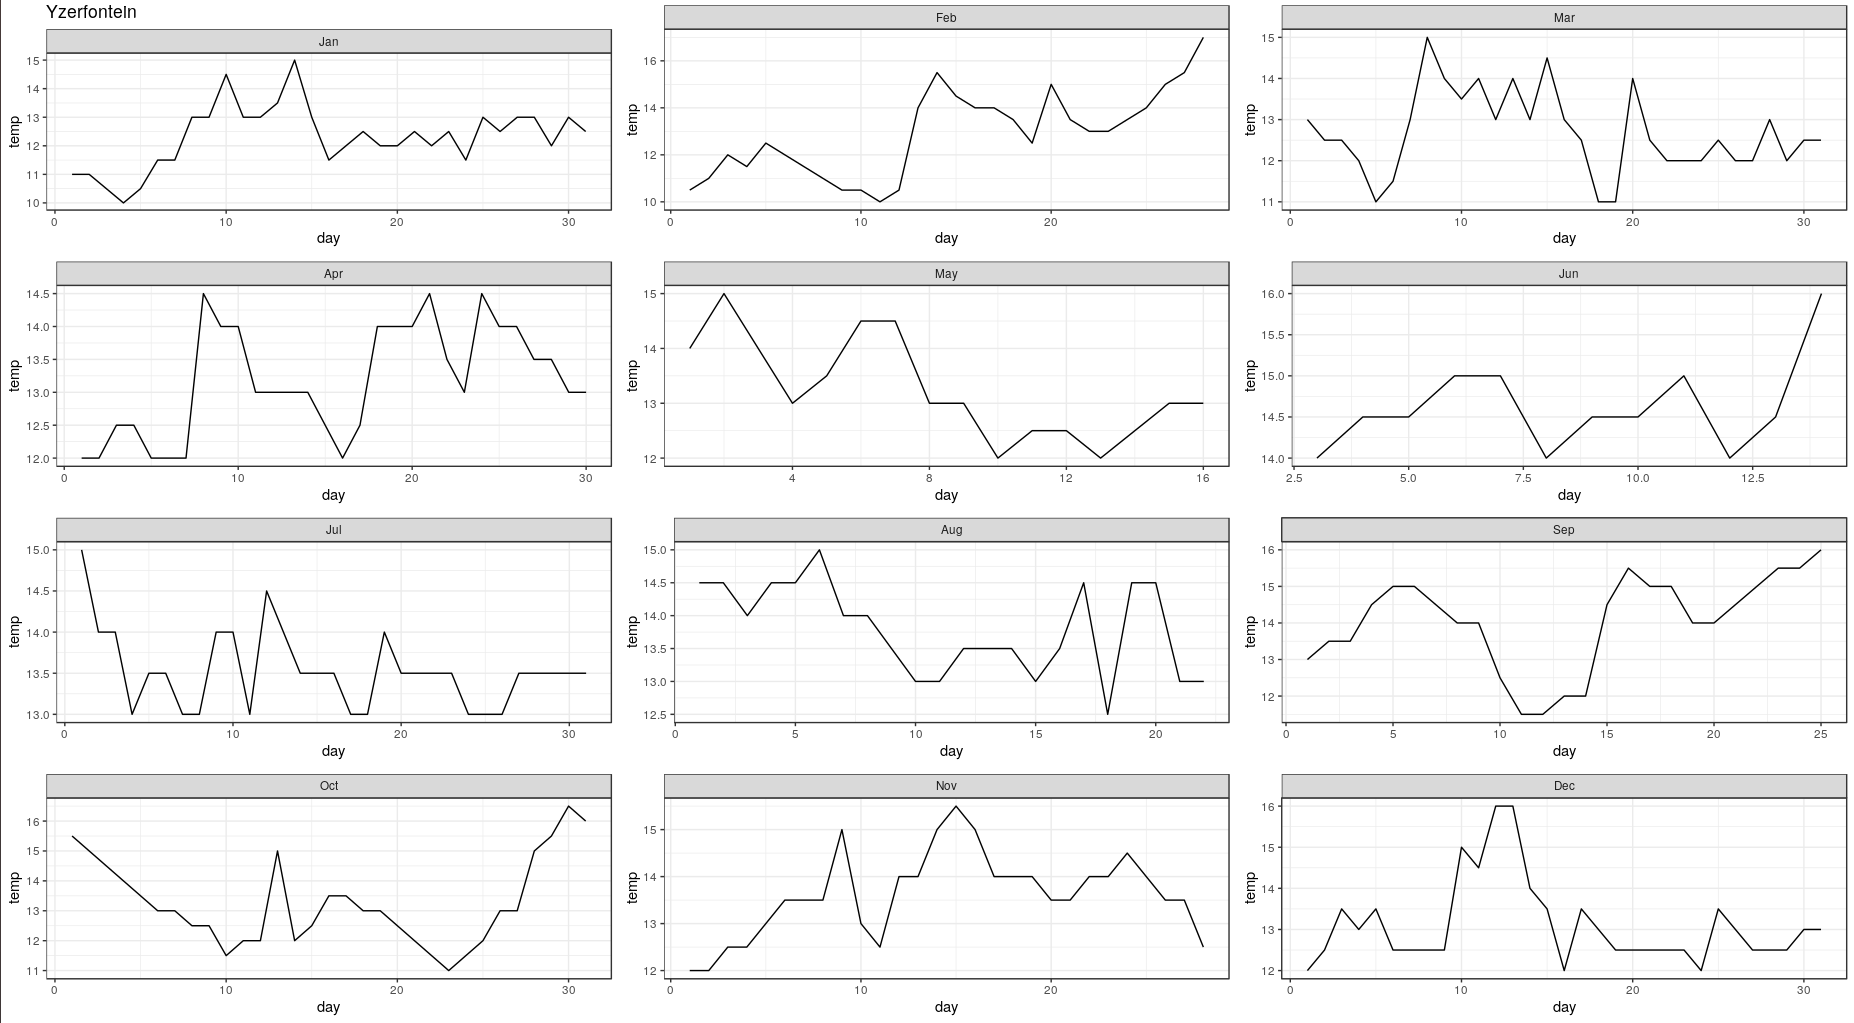 Yzerfontein
Jan
15
14
13
12
11
10
temp
0 10 20 30
day
Feb
16
14
12
10
temp
0 10 20
day
Mar
15
14
13
12
11
temp
0 10 20 30
day
Apr
14.5
14.0
13.5
13.0
12.5
12.0
temp
0 10 20 30
day
May
15
14
13
12
temp
4 8 12 16
day
Jun
16.0
15.5
15.0
14.5
14.0
temp
2.5 5.0 7.5 10.0 12.5
day
Jul
15.0
14.5
14.0
13.5
13.0
temp
0 10 20 30
day
Aug
15.0
14.5
14.0
13.5
13.0
12.5
temp
0 5 10 15 20
day
Sep
16
15
14
13
12
temp
0 5 10 15 20 25
day
Oct
16
15
14
13
12
11
temp
0 10 20 30
day
Nov
15
14
13
12
temp
0 10 20
day
Dec
16
15
14
13
12
temp
0 10 20 30
day